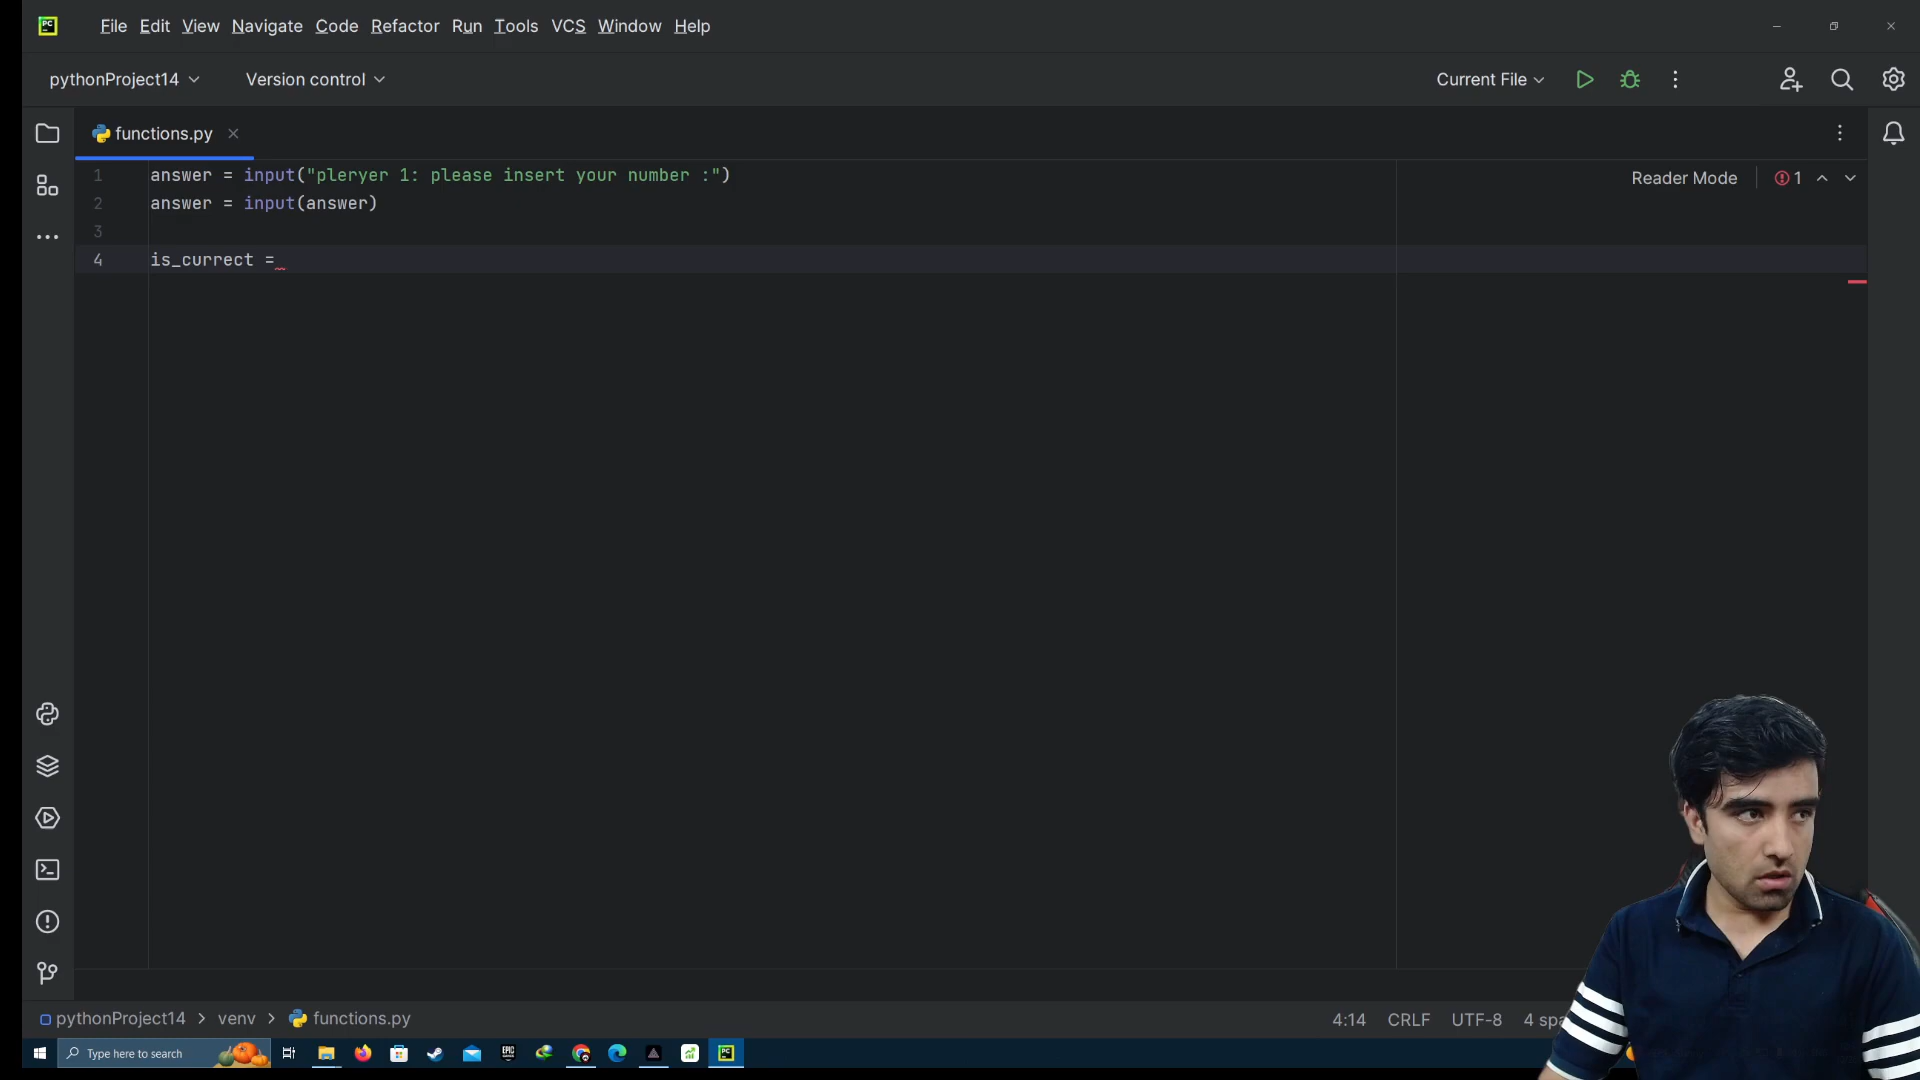 File Edit View Navigate Code Refactor Run Tools VCS Window Help
pythonProject14 Version control Current File
functions.py
1 answer = input("pleryer 1: please insert your number :")
Reader Mode 1
2 answer = input(answer)
3
4 is_currect =
pythonProject14 > venv > functions.py 4:14 CRLF UTF-8 4
Type here to search